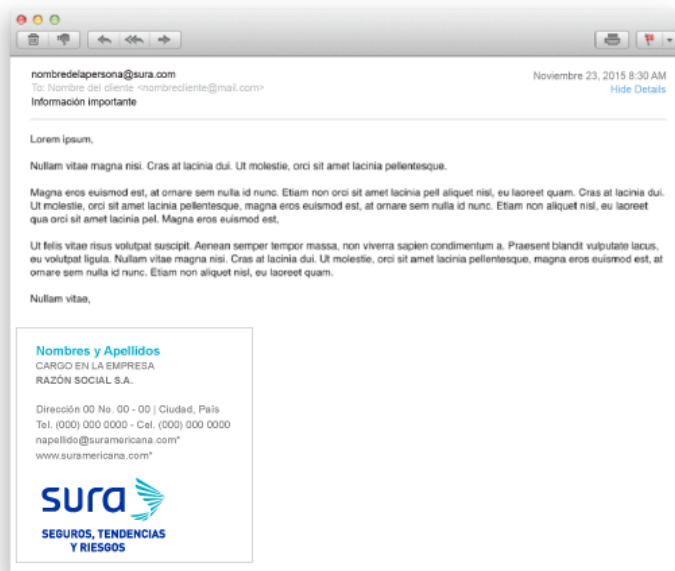 nombredelapersona@sura.com
Noviembre 23, 2015 8:30 AM
To: Nombre del cliente <nombrecliente@mail.com>
Hide Details
Información importante
Lorem ipsum,
Nullam vitae magna nisi. Cras at lacinia dui. Ut molestie, orci sit amet lacinia pellentesque.
Magna eros euismod est, at ornare sem nulla id nunc. Etiam non orci sit amet lacinia pell aliquet nisl, eu laoreet quam. Cras at lacinia dui.
Ut molestie, orci sit amet lacinia pellentesque, magna eros euismod est, at ornare sem nulla id nunc. Etiam non aliquet nisl, eu laoreet
qua orci sit amet lacinia pel. Magna eros euismod est,
Ut felis vitae risus volutpat suscipit. Aenean semper tempor massa, non viverra sapien condimentum a. Praesent blandit vulputate lacus,
eu volutpat ligula. Nullam vitae magna nisi. Cras at lacinia dui. Ut molestie, orci sit amet lacinia pellentesque, magna eros euismod est, at
ornare sem nulla id nunc. Etiam non aliquet nisl, eu laoreet quam.
Nullam vitae,
Nombres y Apellidos
CARGO EN LA EMPRESA
RAZÓN SOCIAL S.A.
Dirección 00 No. 00 - 00 | Ciudad, País
Tel. (000) 000 0000 - Cel. (000) 000 0000
napellido@suramericana.com*
www.suramericana.com*
sura
SEGUROS, TENDENCIAS
Y RIESGOS